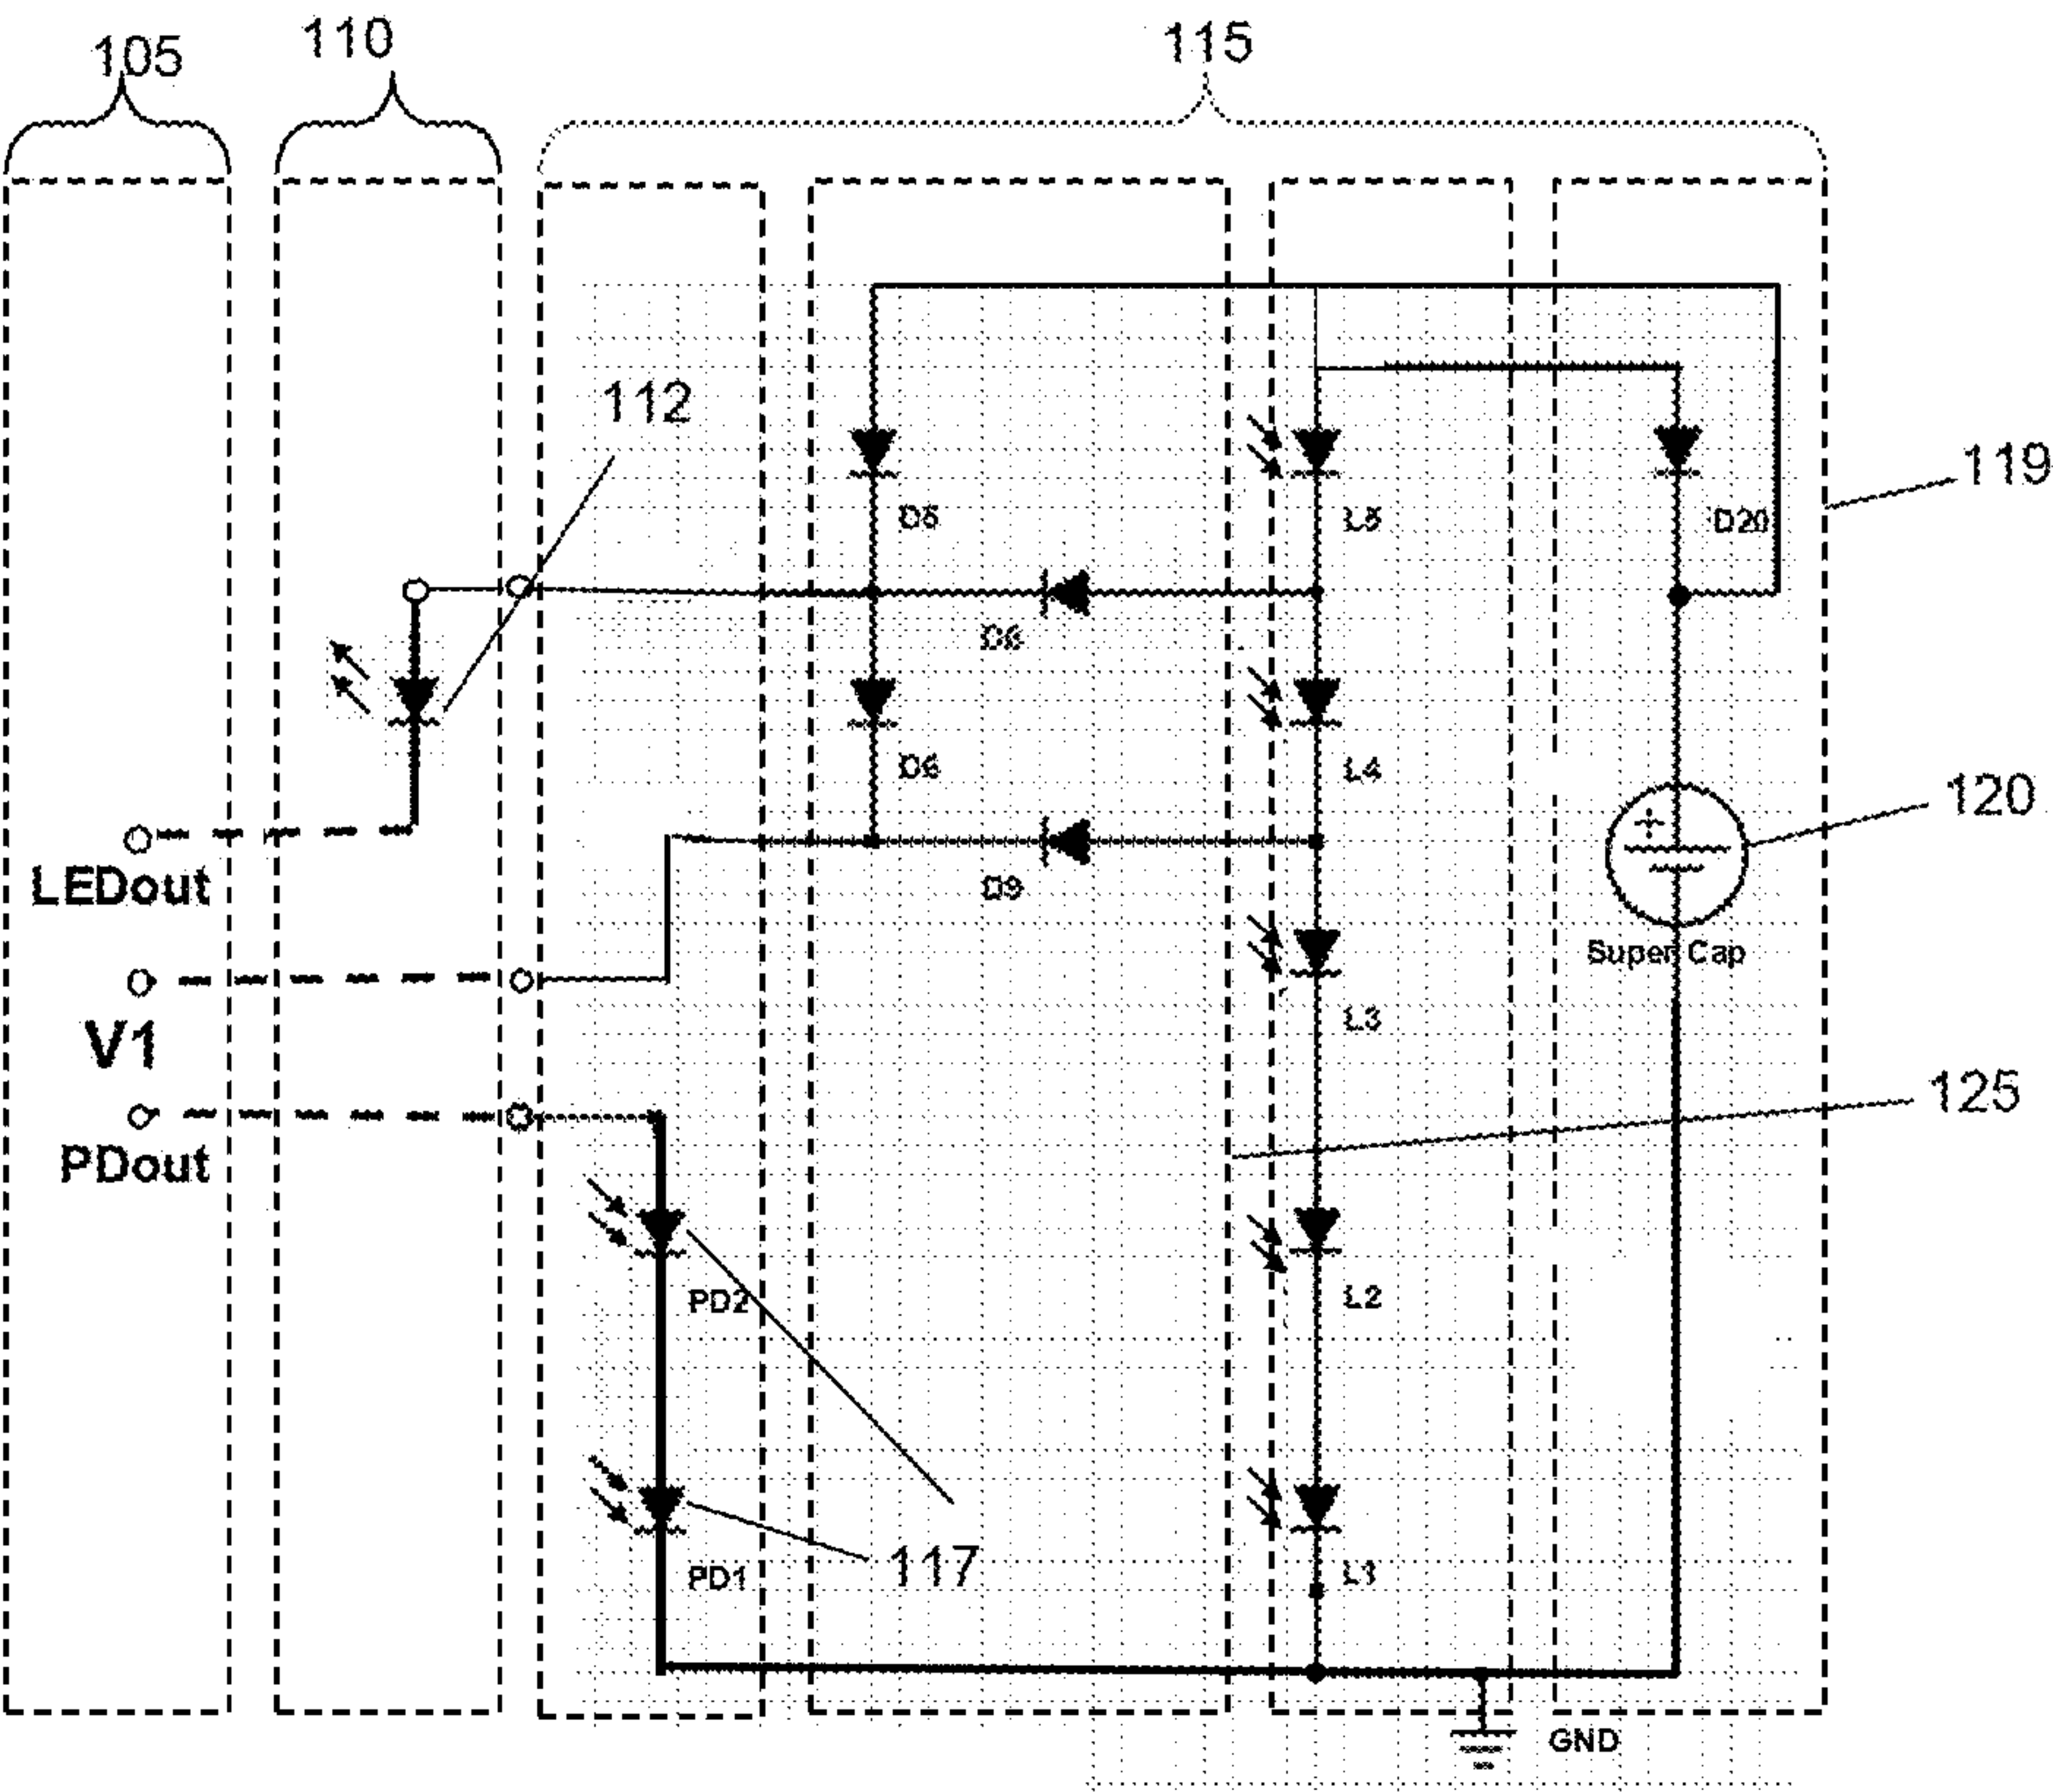 105
110
115
112
119
D5
L5
D20
D8
D6
L4
120
LEDout
D9
Super Cap
L3
V1
125
PDout
PD2
L2
117
PD1
L1
GND